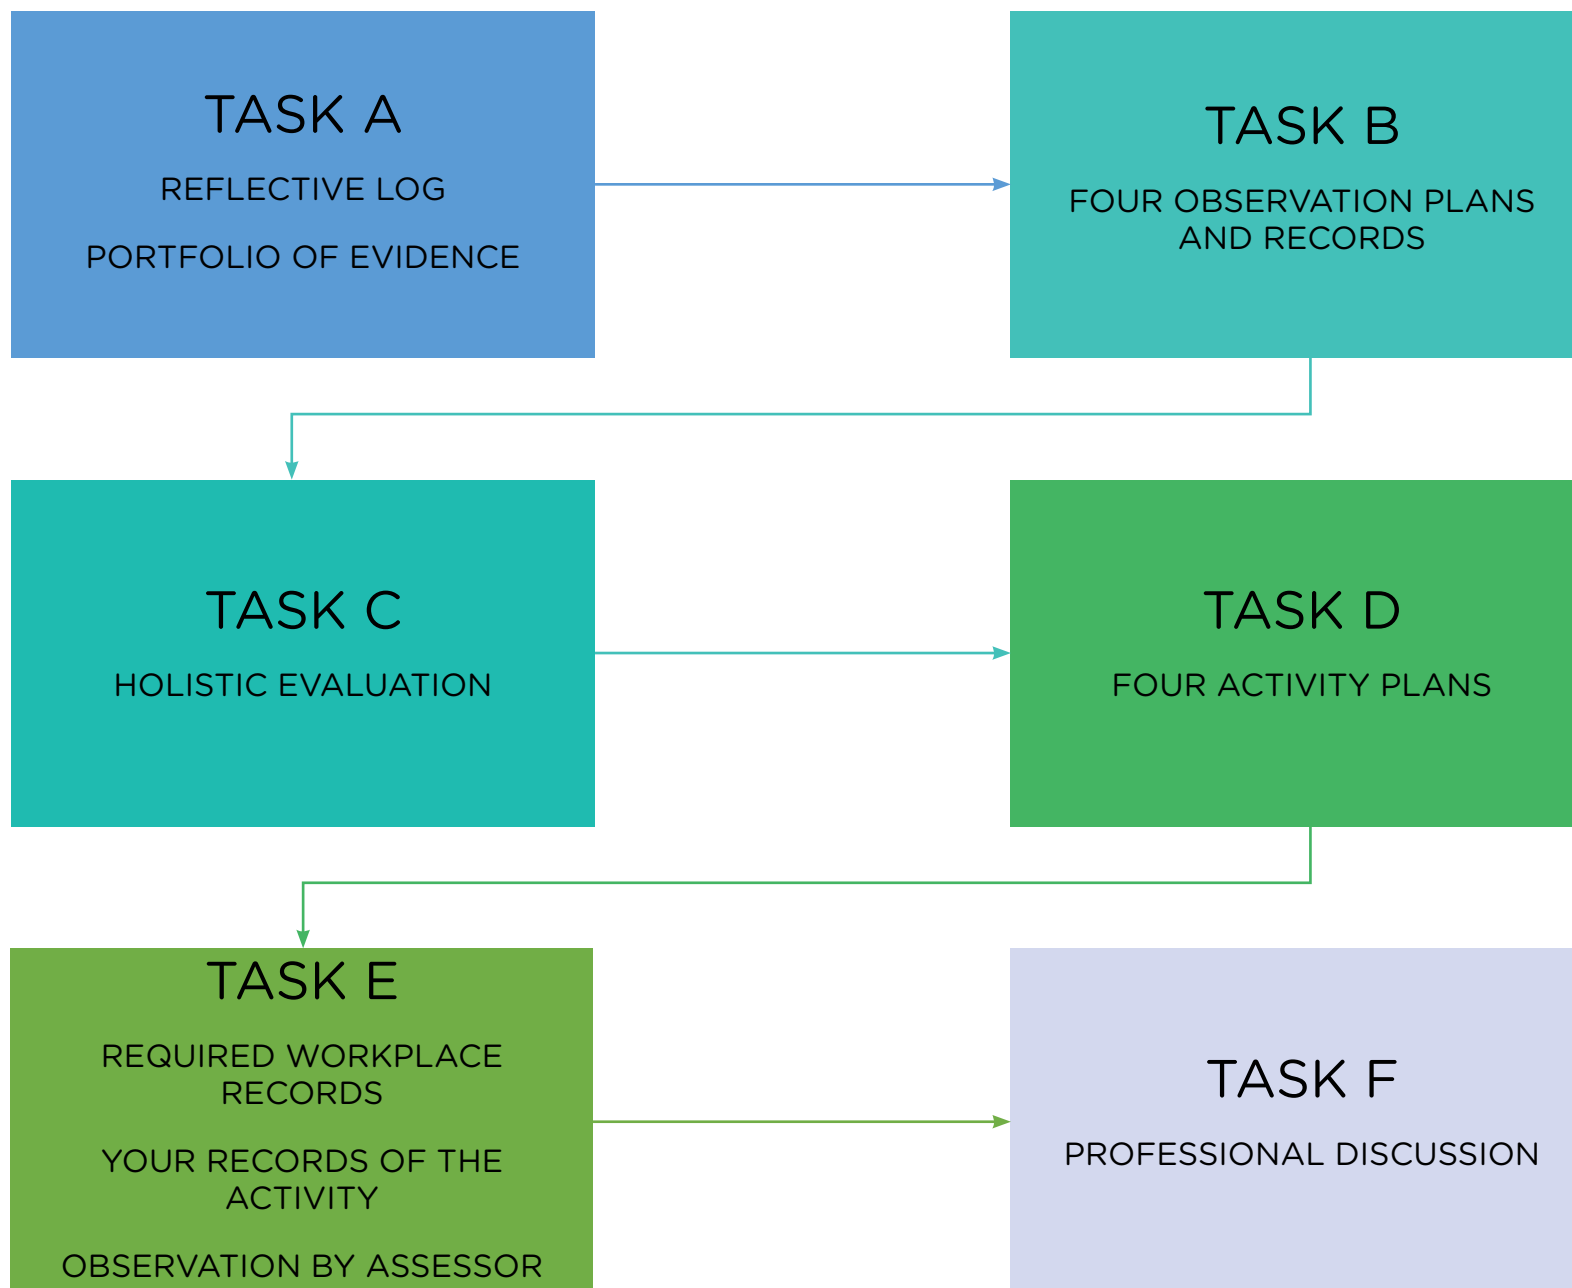 TASK A
REFLECTIVE LOG
PORTFOLIO OF EVIDENCE
TASK B
FOUR OBSERVATION PLANS
AND RECORDS
TASK C
HOLISTIC EVALUATION
TASK D
FOUR ACTIVITY PLANS
TASK E
REQUIRED WORKPLACE
RECORDS
YOUR RECORDS OF THE
ACTIVITY
OBSERVATION BY ASSESSOR
TASK F
PROFESSIONAL DISCUSSION